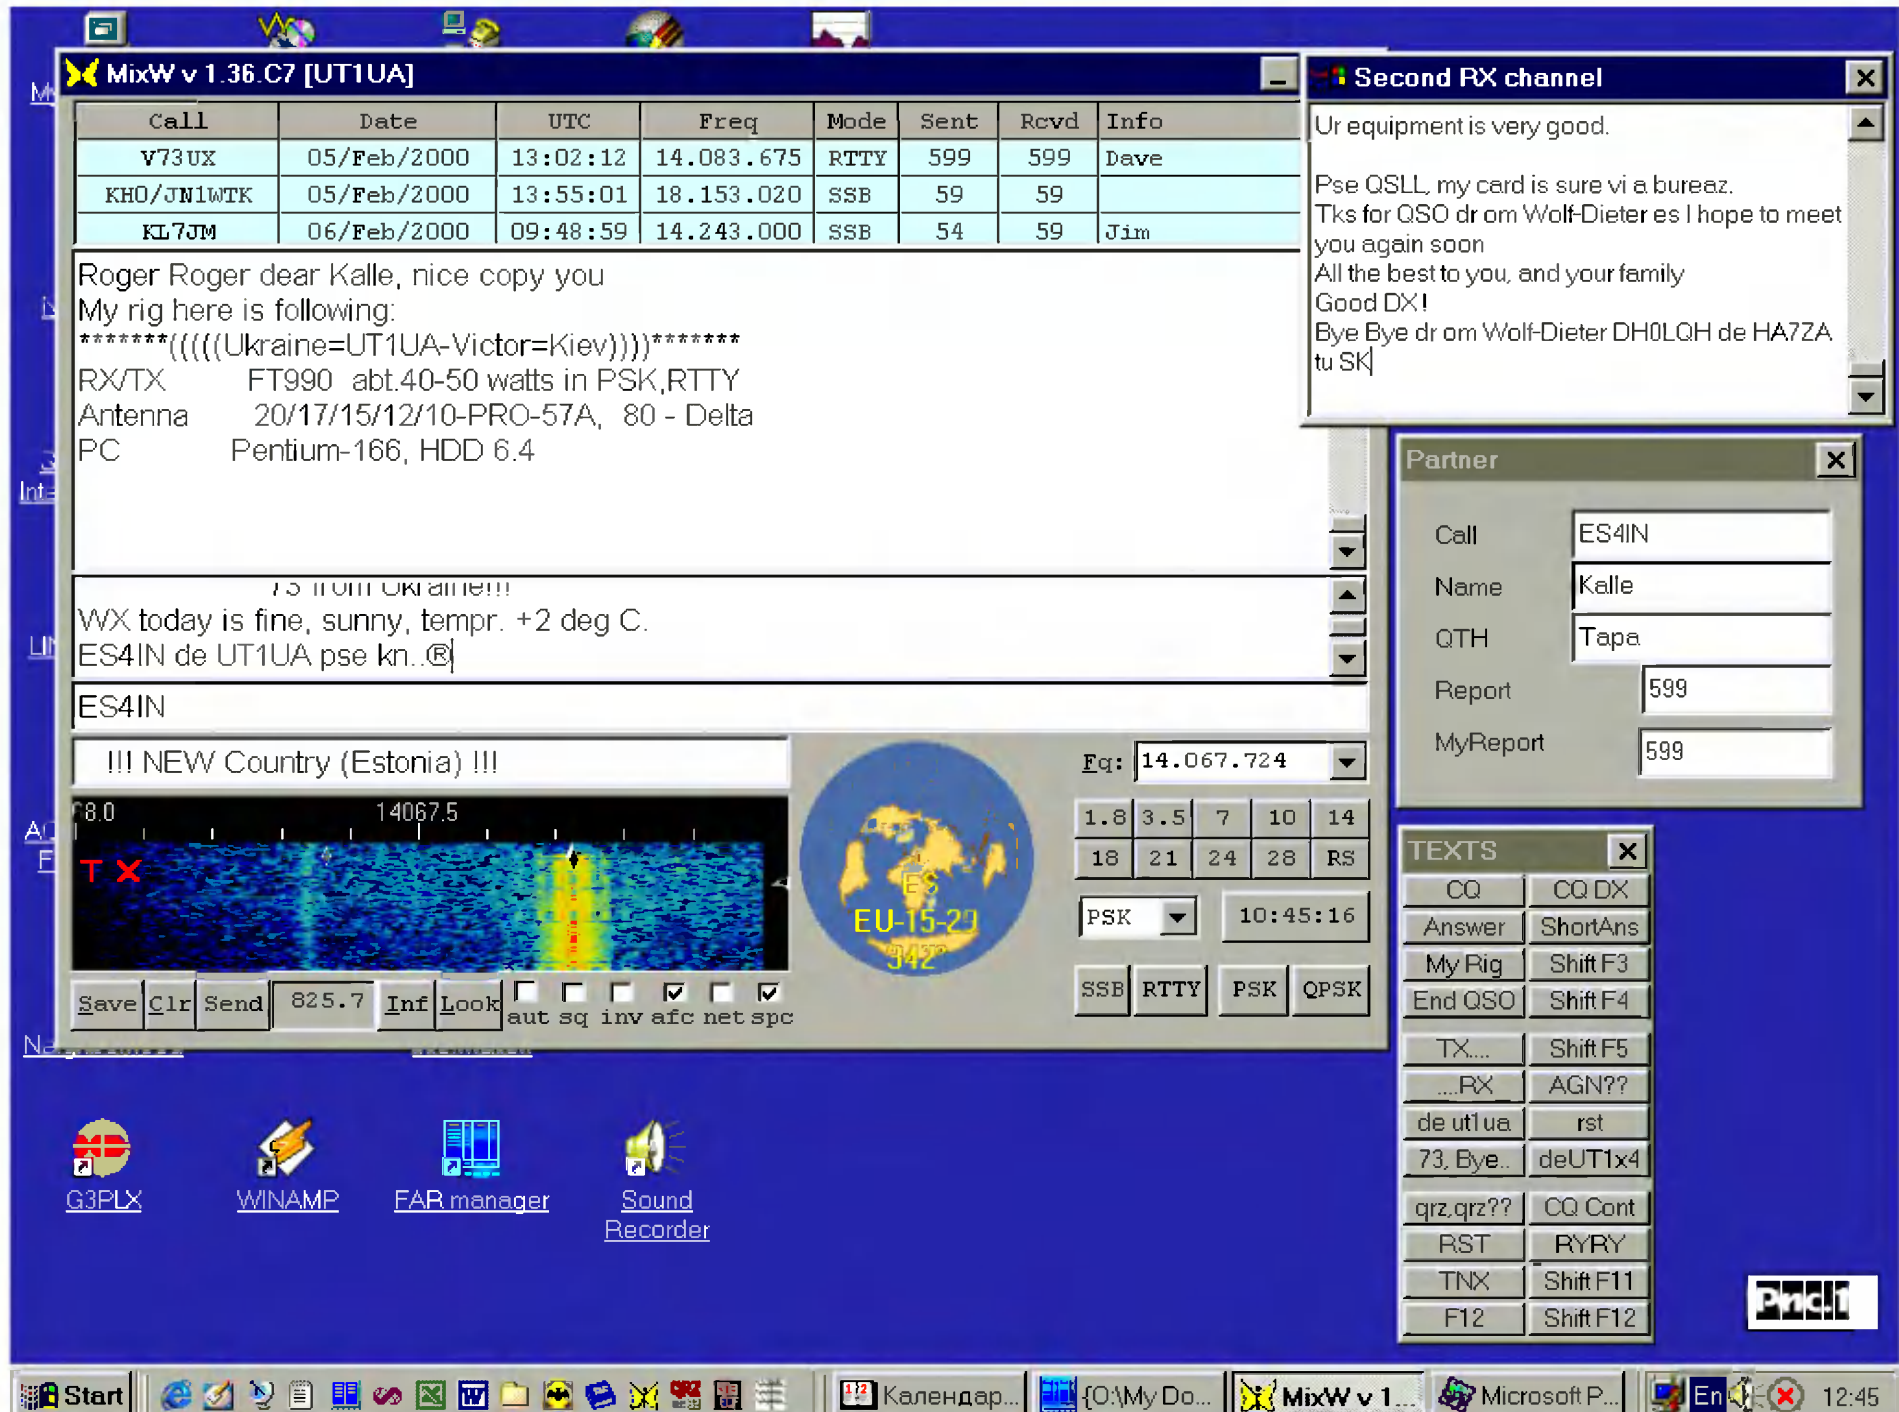 MixW v 1.36.C7 [UT1UA]
Call Date UTC Freq Mode Sent Rcvd Info
V73UX 05/Feb/2000 13:02:12 14.083.675 RTTY 599 599 Dave
KH0/JN1WTK 05/Feb/2000 13:55:01 18.153.020 SSB 59 59
KL7JM 06/Feb/2000 09:48:59 14.243.000 SSB 54 59 Jim
Roger Roger dear Kalle, nice copy you
My rig here is following:
*******(((((Ukraine=UT1UA-Victor=Kiev))))*******
RX/TX FT990 abt.40-50 watts in PSK,RTTY
Antenna 20/17/15/12/10-PRO-57A, 80 - Delta
PC Pentium-166, HDD 6.4
73 from Ukraine!!!
WX today is fine, sunny, tempr. +2 deg C.
ES4IN de UT1UA pse kn..®
ES4IN
!!! NEW Country (Estonia) !!!
68.0 14067.5
TX
ES
EU-15-29
342°
Fq: 14.067.724
1.8 3.5 7 10 14
18 21 24 28 RS
PSK 10:45:16
SSB RTTY PSK QPSK
Save Clr Send 825.7 Inf Look aut sq inv afc net spc
Second RX channel
Ur equipment is very good.
Pse QSLL, my card is sure vi a bureaz.
Tks for QSO dr om Wolf-Dieter es I hope to meet
you again soon
All the best to you, and your family
Good DX!
Bye Bye dr om Wolf-Dieter DH0LQH de HA7ZA
tu SK
Partner
Call ES4IN
Name Kalle
QTH Tapa
Report 599
MyReport 599
TEXTS
CQ CQ DX
Answer ShortAns
My Rig Shift F3
End QSO Shift F4
TX.... Shift F5
....RX AGN??
de ut1ua rst
73, Bye.. deUT1x4
qrz,qrz?? CQ Cont
RST RYRY
TNX Shift F11
F12 Shift F12
G3PLX
WINAMP
FAR manager
Sound
Recorder
Рис.1
Start
Календар...
{O:\My Do...
MixW v 1...
Microsoft P...
En
12:45